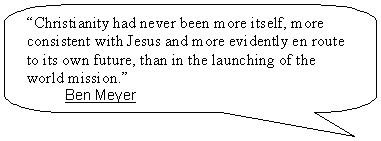 “Christianity had never been more itself, more
consistent with Jesus and more evidently en route
to its own future, than in the launching of the
world mission.”
Ben Meyer